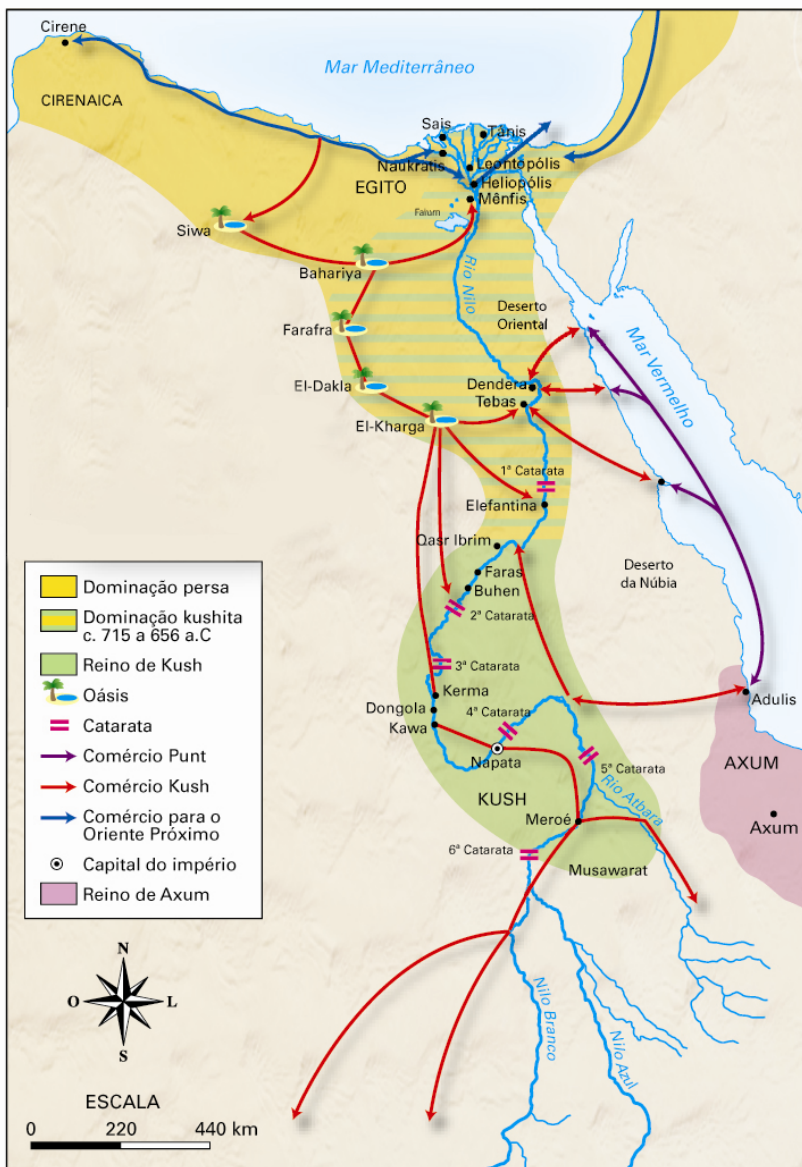 Cirene
Mar Mediterrâneo
CIRENAICA
Sais
Tânis
Naukratis
Leontopólis
EGITO
Heliopólis
Mênfis
Faium
Siwa
Bahariya
Rio Nilo
Farafra
Deserto
Oriental
Mar Vermelho
El-Dakla
Dendera
Tebas
El-Kharga
1ª Catarata
Elefantina
Qasr Ibrim
Faras
Buhen
Deserto
da Núbia
2ª Catarata
3ª Catarata
Kerma
Dongola
Kawa
4ª Catarata
Adulis
Napata
5ª Catarata
AXUM
KUSH
Rio Atbara
Meroé
Axum
6ª Catarata
Musawarat
Nilo Branco
Nilo Azul
Dominação persa
Dominação kushita
c. 715 a 656 a.C
Reino de Kush
Oásis
Catarata
Comércio Punt
Comércio Kush
Comércio para o
Oriente Próximo
Capital do império
Reino de Axum
N
O
L
S
ESCALA
0 220 440 km